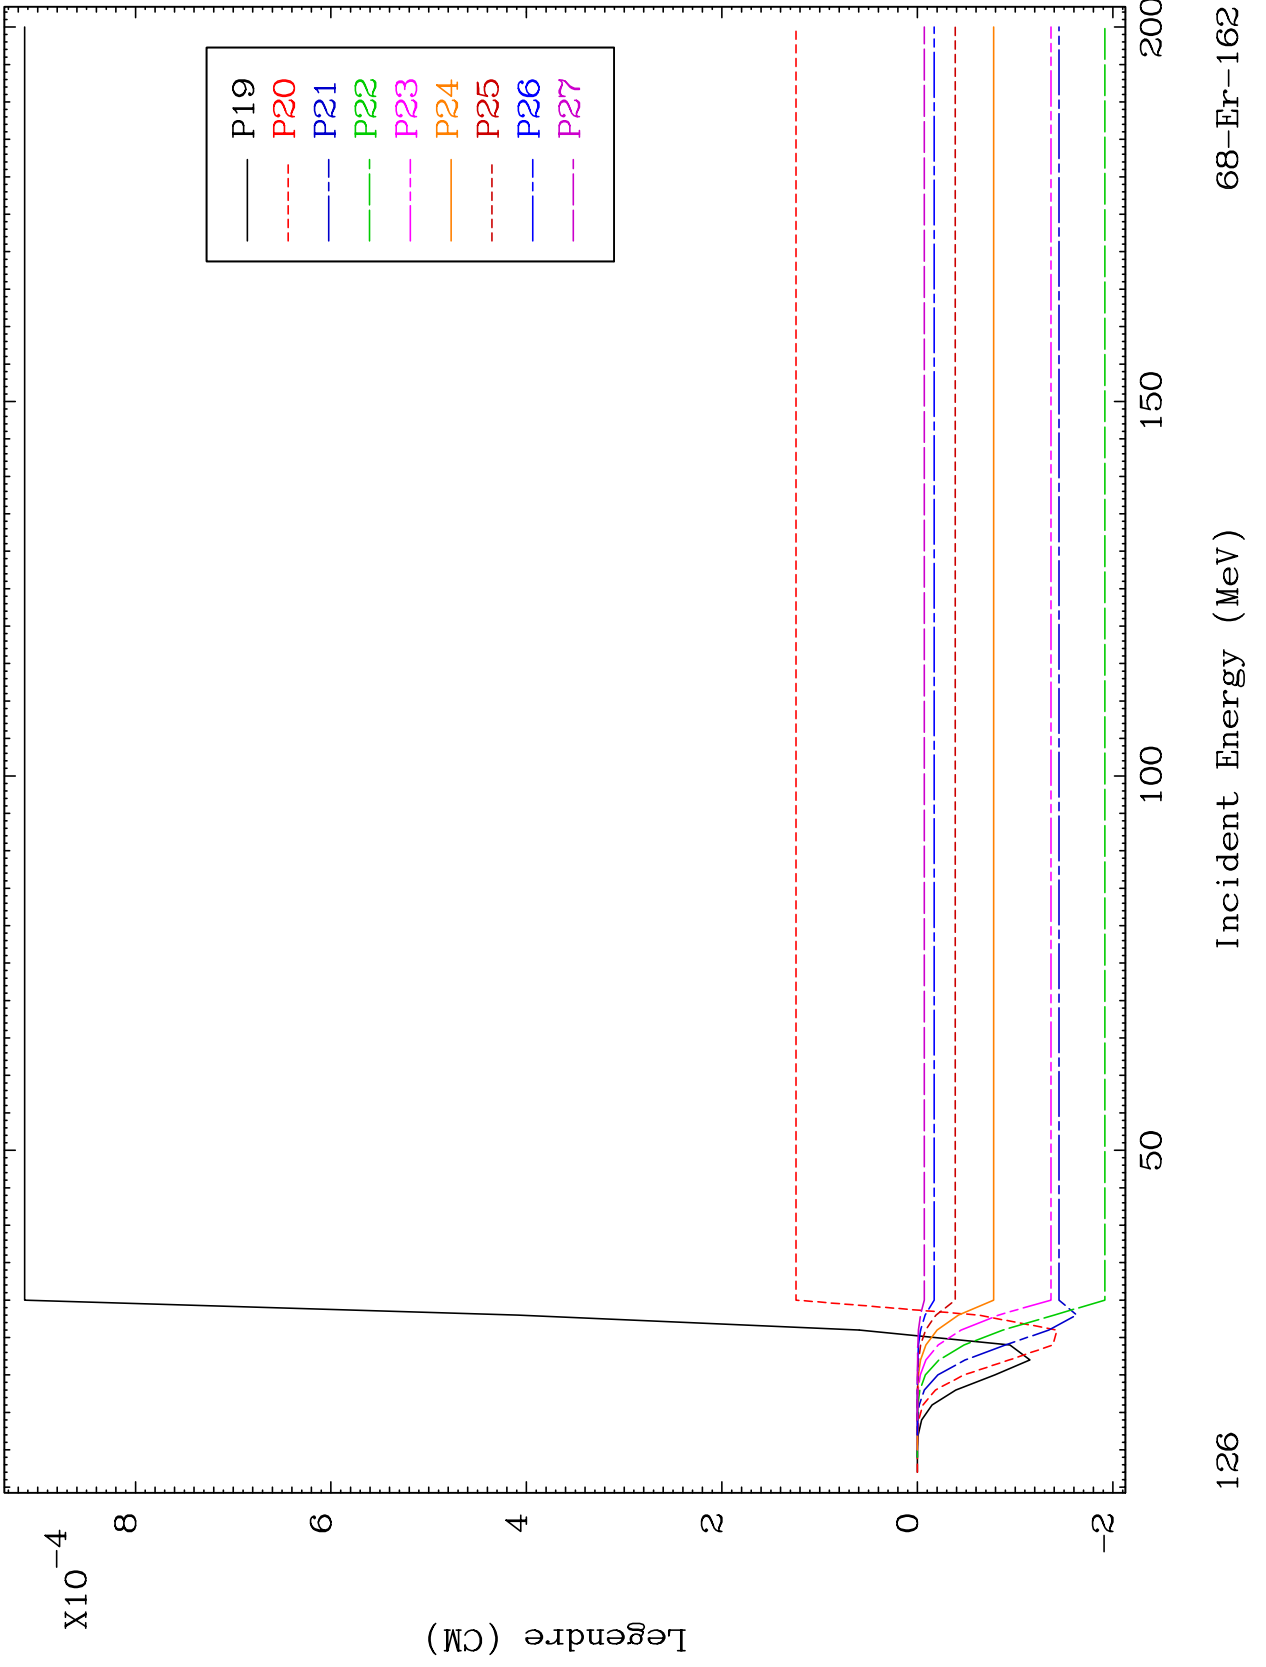 X10⁻⁴
Legendre (CM)
8
6
4
2
0
-2
P19
P20
P21
P22
P23
P24
P25
P26
P27
50
100
150
200
Incident Energy (MeV)
126
68-Er-162